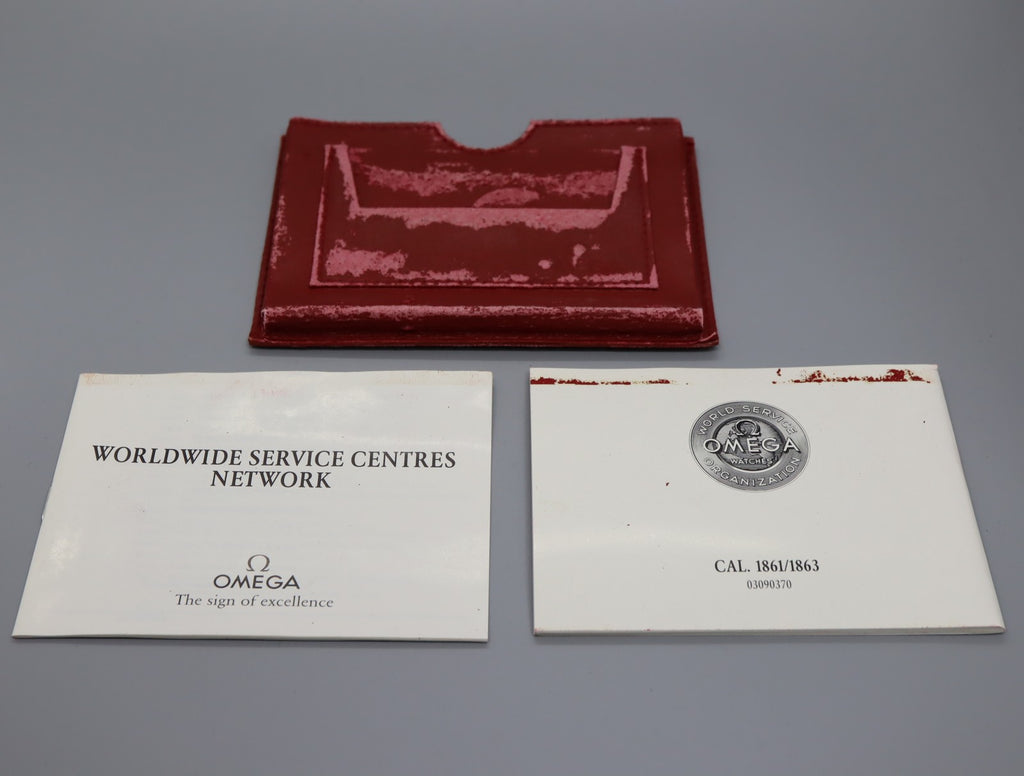 WORLDWIDE SERVICE CENTRES
NETWORK
Ω
OMEGA
The sign of excellence
WORLD SERVICE
Ω
OMEGA
WATCHES
ORGANIZATION
CAL. 1861/1863
03090370